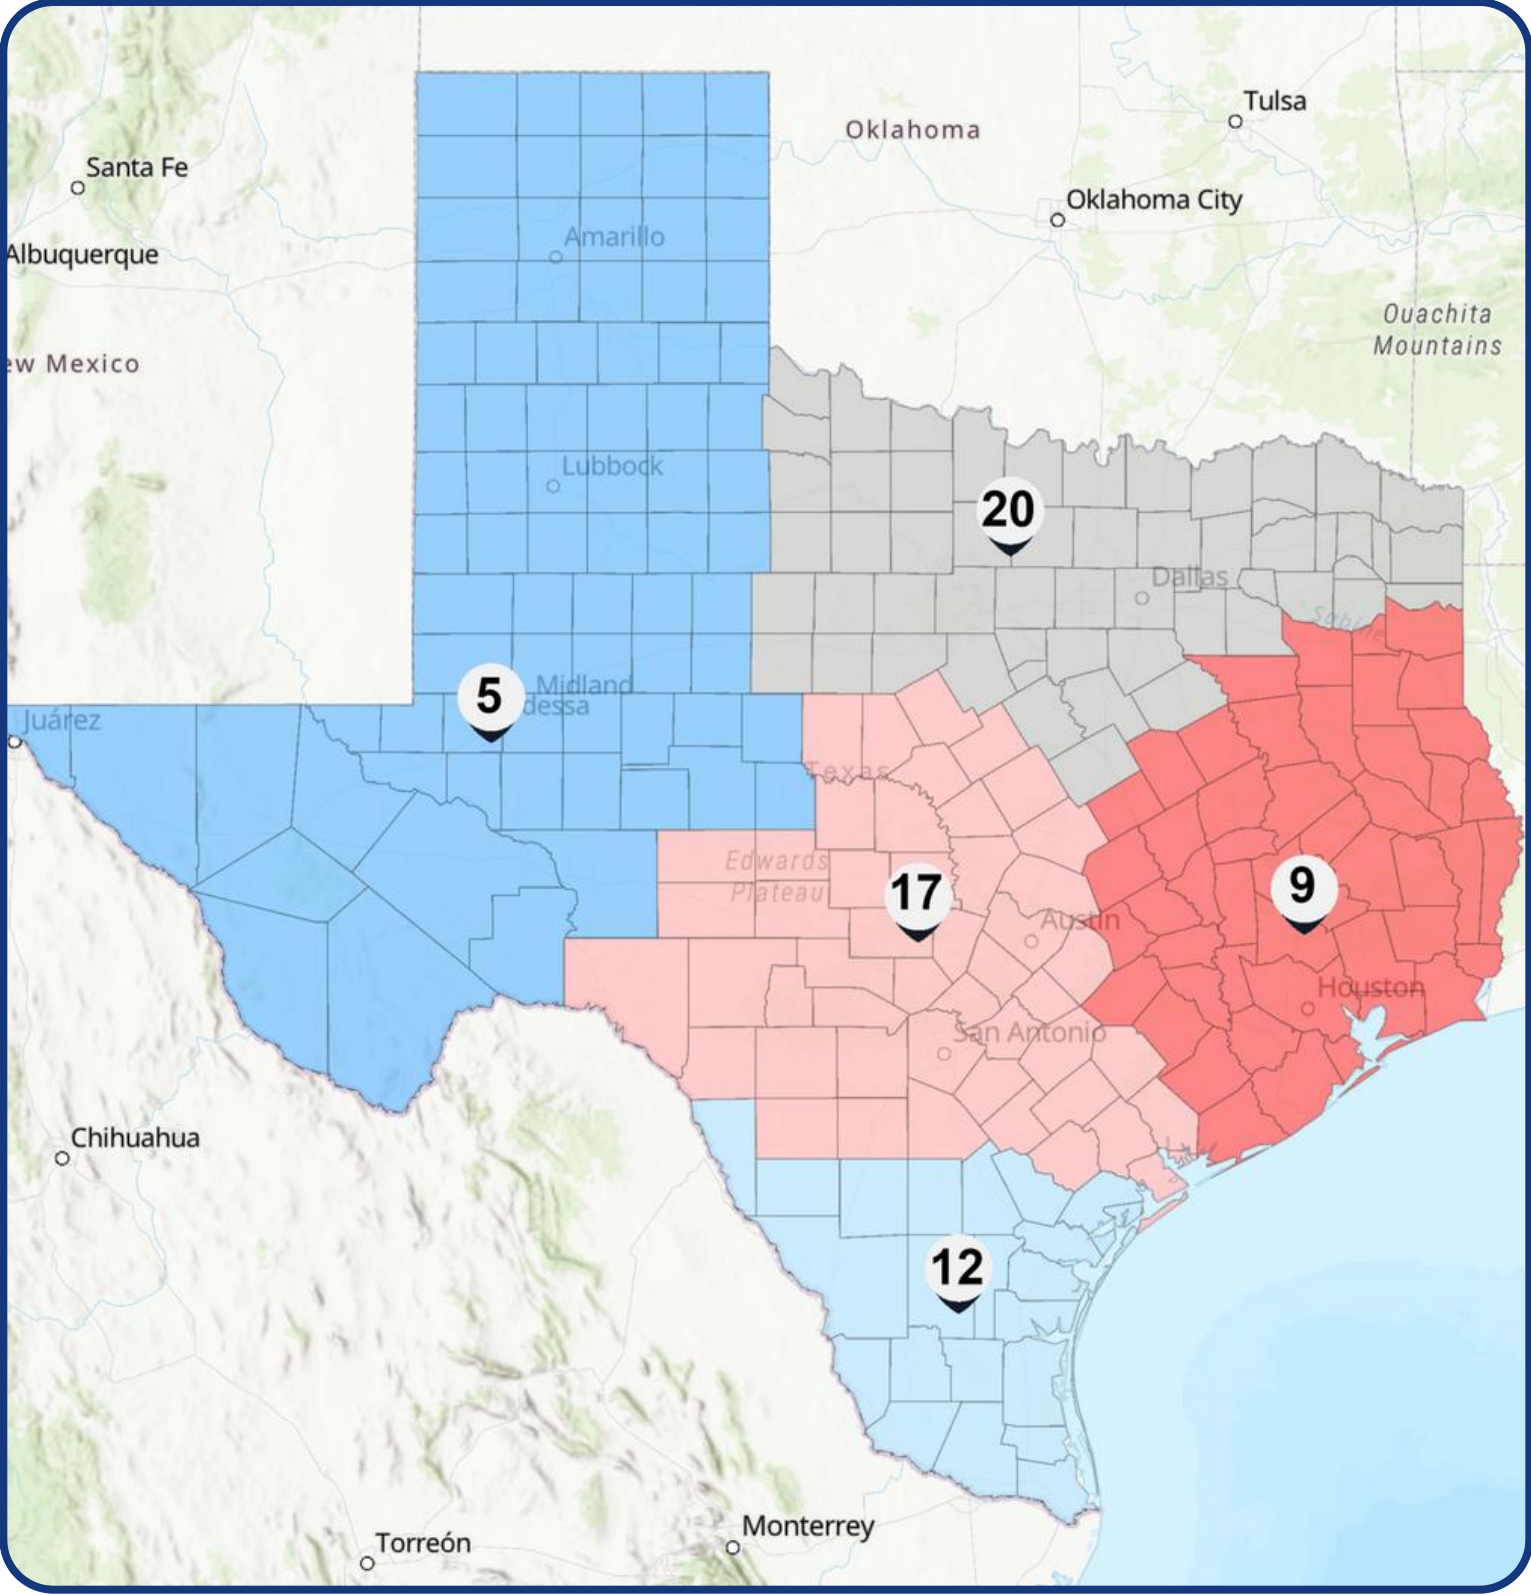 Tulsa
Oklahoma
Santa Fe
Oklahoma City
Amarillo
Albuquerque
Ouachita
Mountains
ew Mexico
Lubbock
20
Dallas
Sabine
5
Midland
dessa
Juárez
Texas
Edwards
Plateau
17
9
Austin
Houston
San Antonio
Chihuahua
12
Monterrey
Torreón